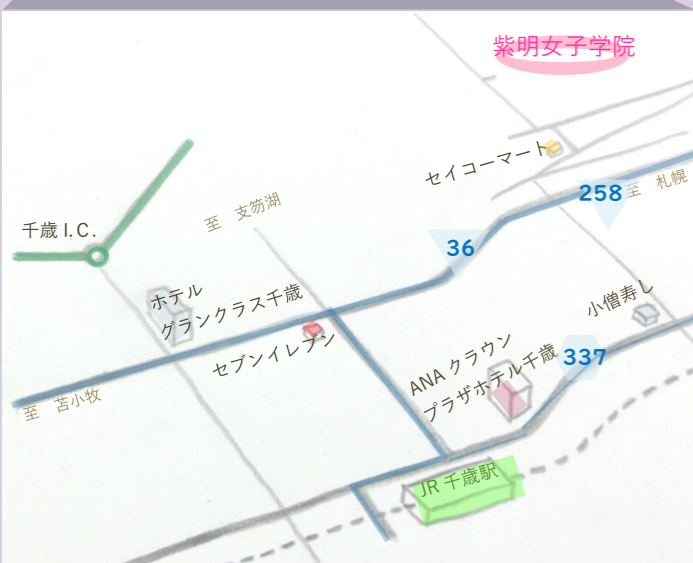 紫明女子学院
セイコーマート
258
至 札幌
至 支笏湖
千歳 I.C.
36
ホテル
グランクラス千歳
小僧寿し
セブンイレブン
ANA クラウン
プラザホテル千歳
337
至 苫小牧
JR 千歳駅